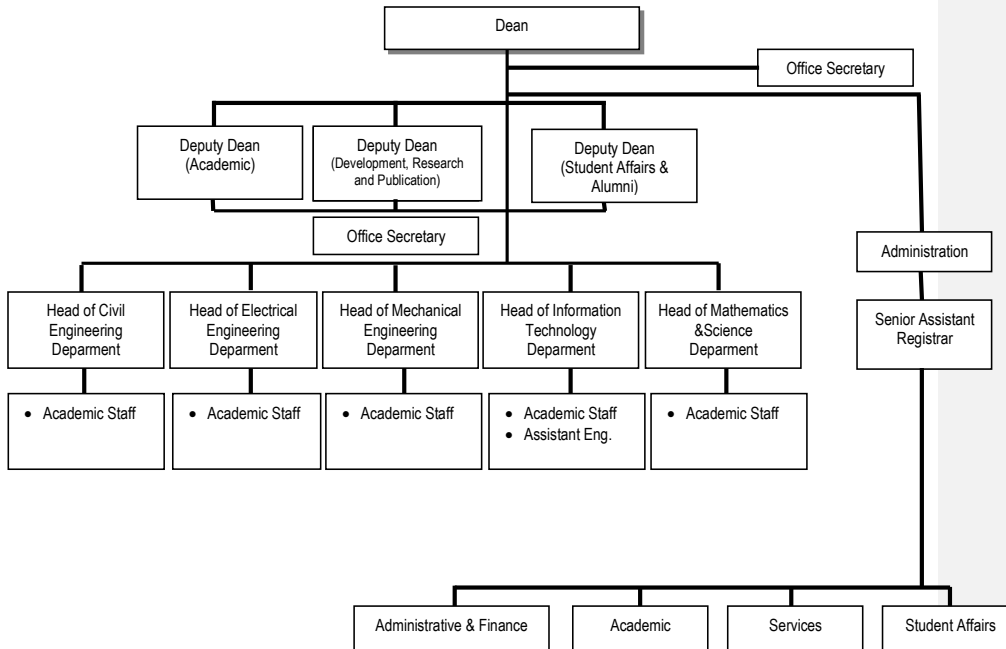 Dean
Office Secretary
Deputy Dean
(Academic)
Deputy Dean
(Development, Research
and Publication)
Deputy Dean
(Student Affairs &
Alumni)
Office Secretary
Administration
Head of Civil
Engineering
Deparment
Head of Electrical
Engineering
Deparment
Head of Mechanical
Engineering
Deparment
Head of Information
Technology
Deparment
Head of Mathematics
&Science
Deparment
Senior Assistant
Registrar
• Academic Staff
• Academic Staff
• Academic Staff
• Academic Staff
• Assistant Eng.
• Academic Staff
Administrative & Finance
Academic
Services
Student Affairs